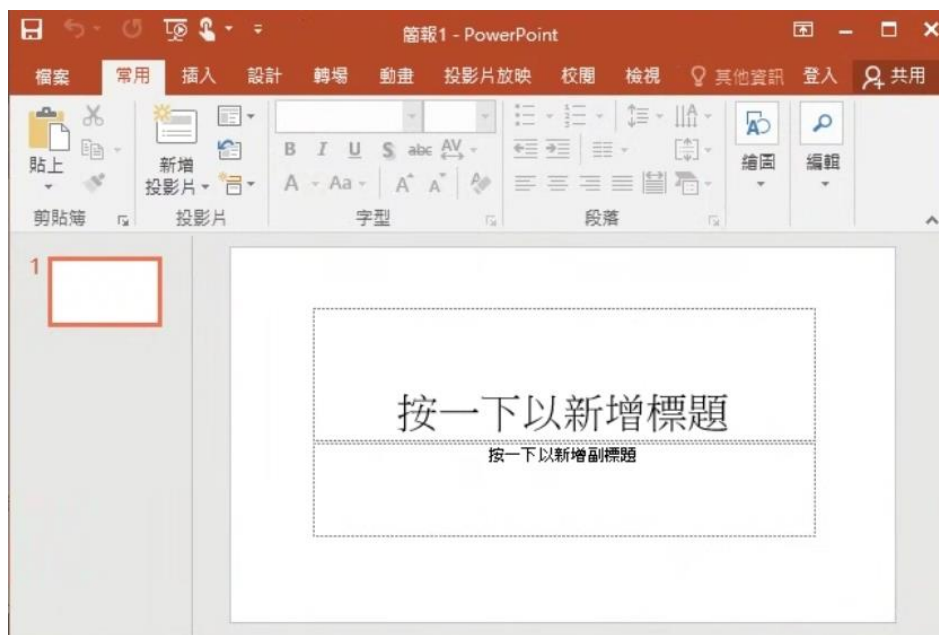 簡報1 - PowerPoint
檔案 常用 插入 設計 轉場 動畫 投影片放映 校閱 檢視 其他資訊 登入 共用
貼上
新增
投影片
B I U S abc AV
A Aa A A
A
A
繪圖
編輯
剪貼簿 投影片 字型 段落
1
按一下以新增標題
按一下以新增副標題